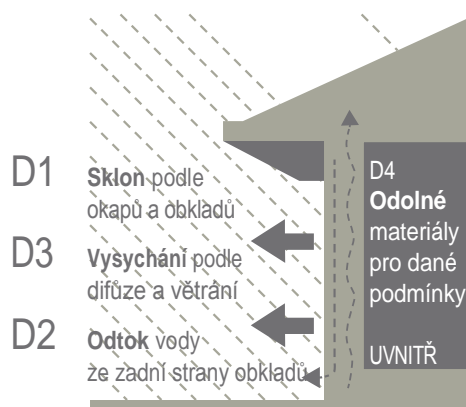 D1 Sklon podle
okapů a obkladů
D3 Vysychání podle
difůze a větrání
D2 Odtok vody
ze zadní strany obkladů
D4
Odolné
materiály
pro dané
podmínky
UVNITŘ